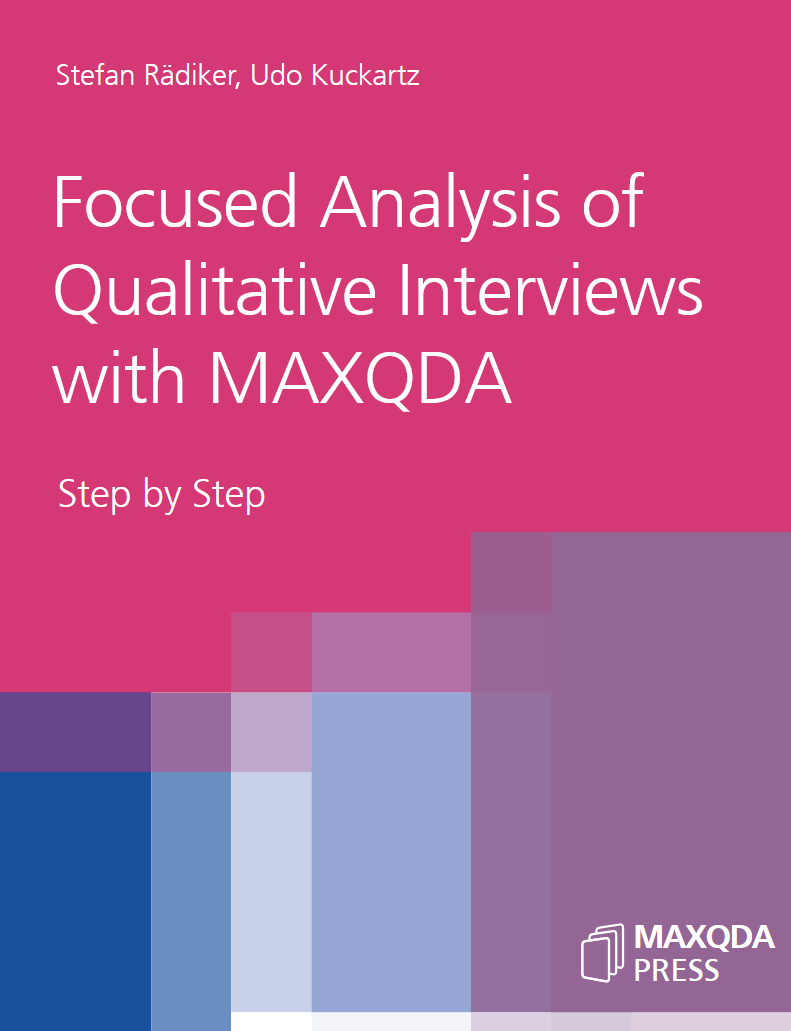 Stefan Rädiker, Udo Kuckartz
Focused Analysis of
Qualitative Interviews
with MAXQDA
Step by Step
MAXQDA
PRESS